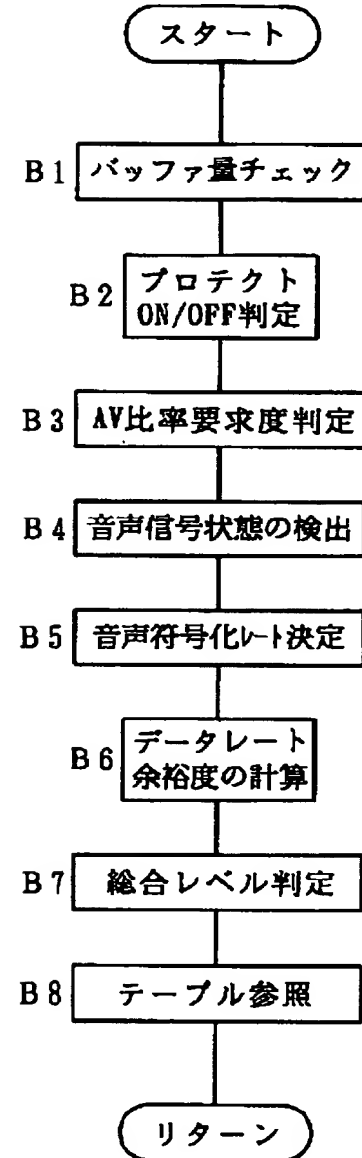 スタート
B1 バッファ量チェック
B2 プロテクト
ON/OFF判定
B3 AV比率要求度判定
B4 音声信号状態の検出
B5 音声符号化レート決定
B6 データレート
余裕度の計算
B7 総合レベル判定
B8 テーブル参照
リターン